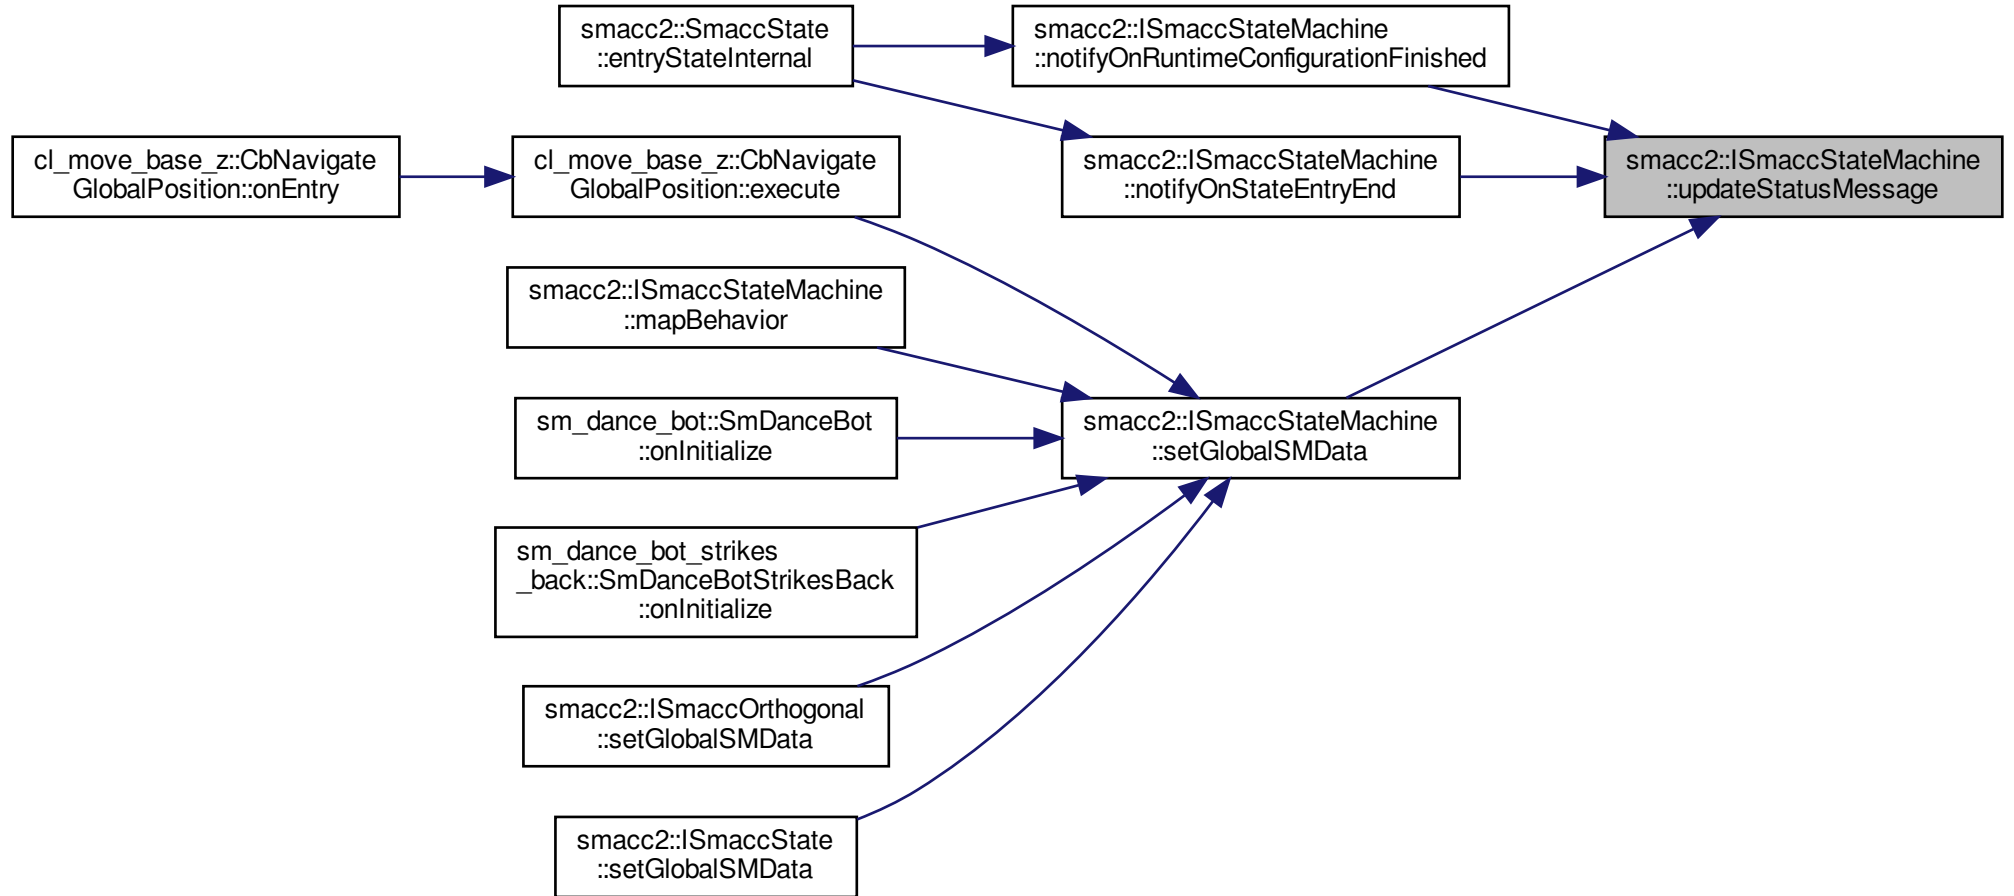 smacc2::SmaccState
::entryStateInternal
smacc2::ISmaccStateMachine
::notifyOnRuntimeConfigurationFinished
cl_move_base_z::CbNavigate
GlobalPosition::onEntry
cl_move_base_z::CbNavigate
GlobalPosition::execute
smacc2::ISmaccStateMachine
::notifyOnStateEntryEnd
smacc2::ISmaccStateMachine
::updateStatusMessage
smacc2::ISmaccStateMachine
::mapBehavior
sm_dance_bot::SmDanceBot
::onInitialize
smacc2::ISmaccStateMachine
::setGlobalSMData
sm_dance_bot_strikes
_back::SmDanceBotStrikesBack
::onInitialize
smacc2::ISmaccOrthogonal
::setGlobalSMData
smacc2::ISmaccState
::setGlobalSMData